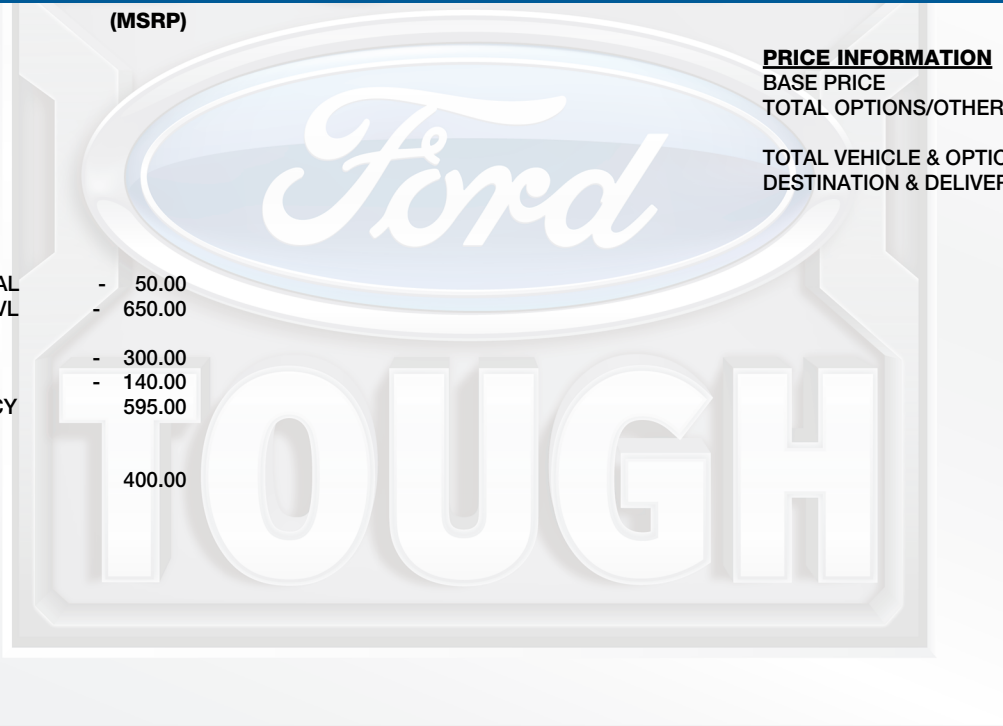 (MSRP)
PRICE INFORMATION
BASE PRICE
TOTAL OPTIONS/OTHER
TOTAL VEHICLE & OPTIO
DESTINATION & DELIVER
AL - 50.00
VL - 650.00
- 300.00
- 140.00
CY 595.00
400.00
Ford
TOUGH